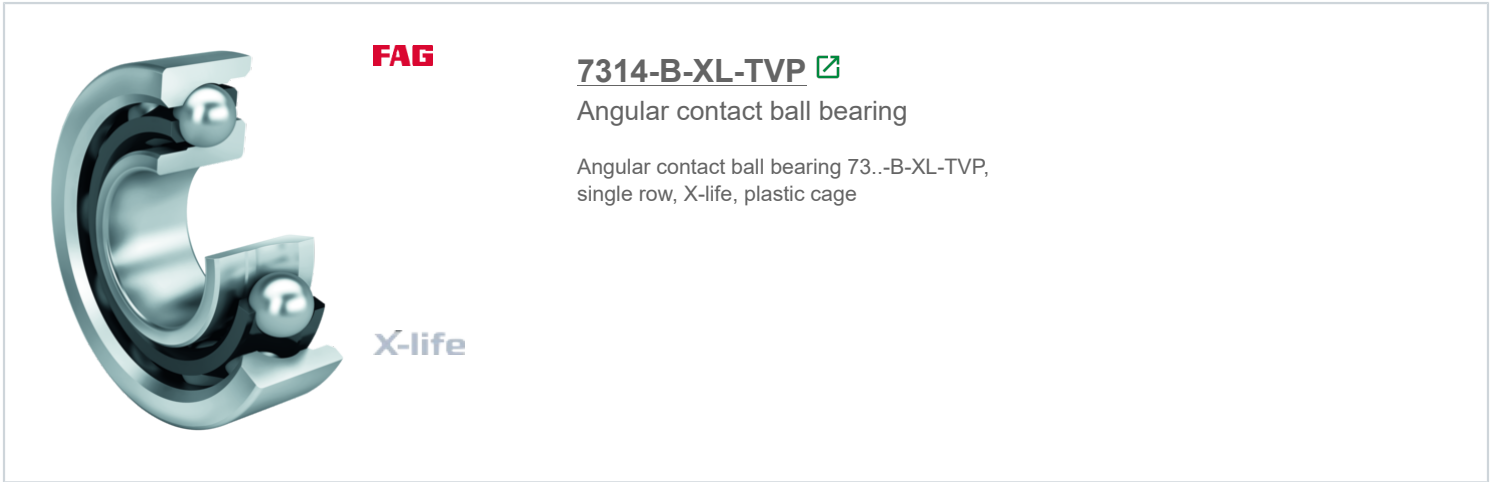 FAG
7314-B-XL-TVP
Angular contact ball bearing
Angular contact ball bearing 73..-B-XL-TVP,
single row, X-life, plastic cage
X-life